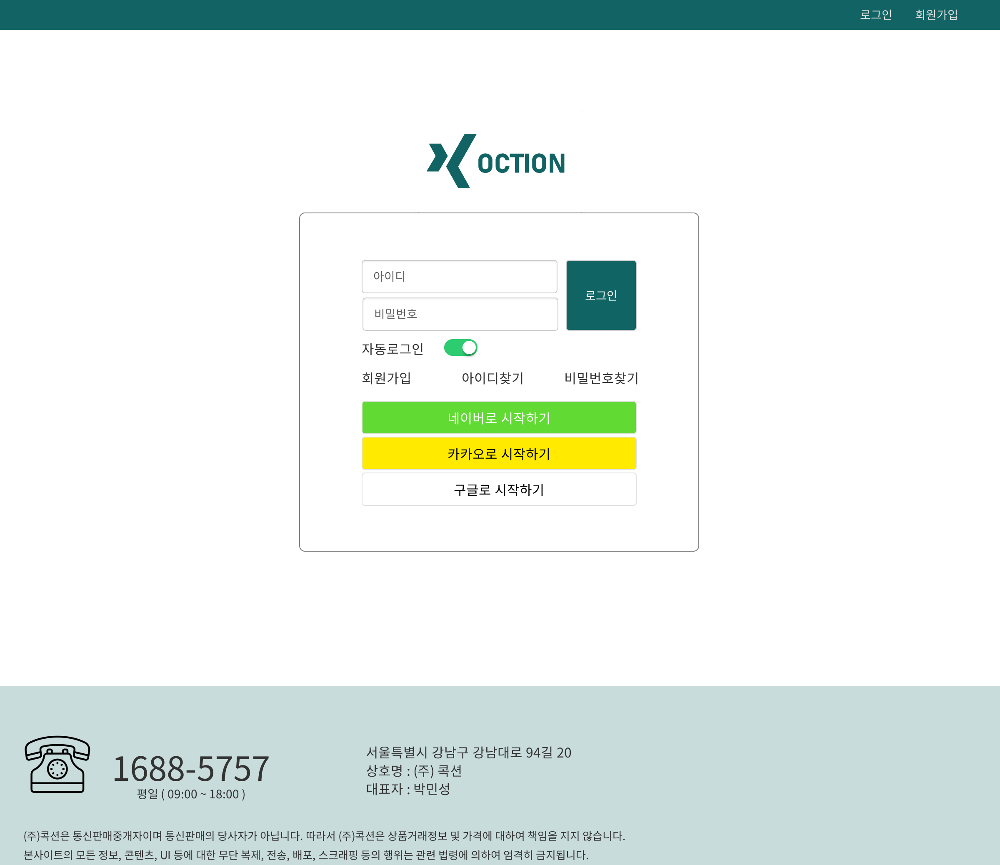 로그인 회원가입
OCTION
아이디
로그인
비밀번호
자동로그인
회원가입 아이디찾기 비밀번호찾기
네이버로 시작하기
카카오로 시작하기
구글로 시작하기
1688-5757
평일 ( 09:00 ~ 18:00 )
서울특별시 강남구 강남대로 94길 20
상호명 : (주) 콕션
대표자 : 박민성
(주)콕션은 통신판매중개자이며 통신판매의 당사자가 아닙니다. 따라서 (주)콕션은 상품거래정보 및 가격에 대하여 책임을 지지 않습니다.
본사이트의 모든 정보, 콘텐츠, UI 등에 대한 무단 복제, 전송, 배포, 스크래핑 등의 행위는 관련 법령에 의하여 엄격히 금지됩니다.